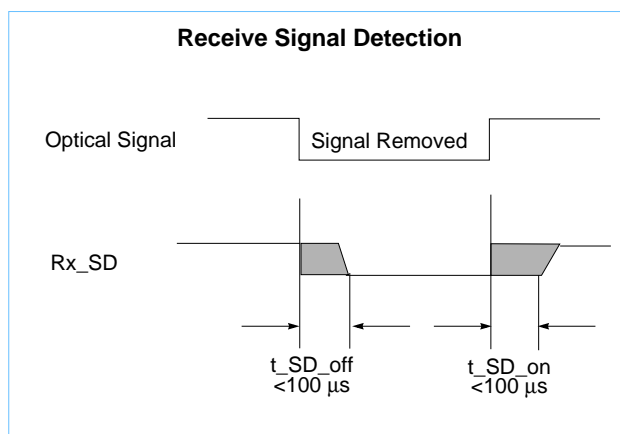 Receive Signal Detection
Optical Signal
Signal Removed
Rx_SD
t_SD_off
<100 μs
t_SD_on
<100 μs